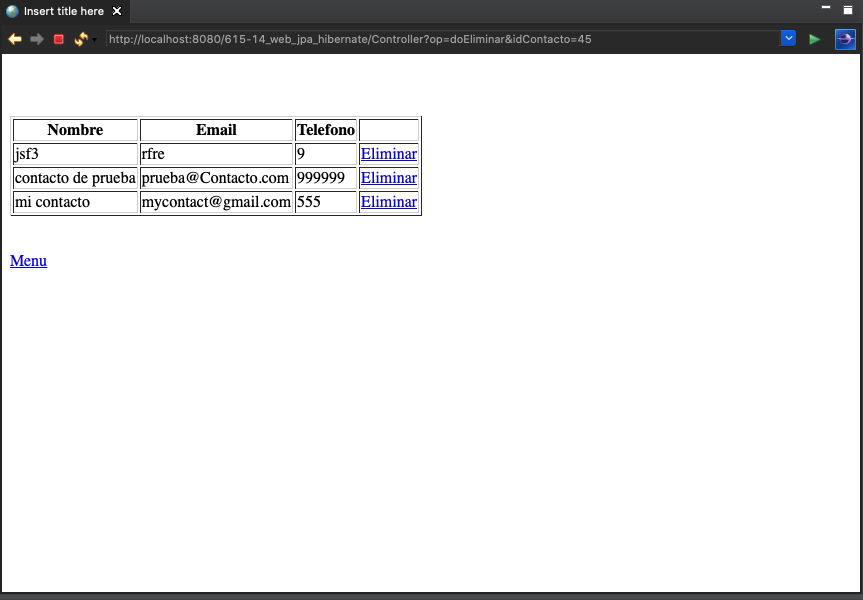 Insert title here
http://localhost:8080/615-14_web_jpa_hibernate/Controller?op=doEliminar&idContacto=45
Nombre Email Telefono
jsf3 rfre 9 Eliminar
contacto de prueba prueba@Contacto.com 999999 Eliminar
mi contacto mycontact@gmail.com 555 Eliminar
Menu